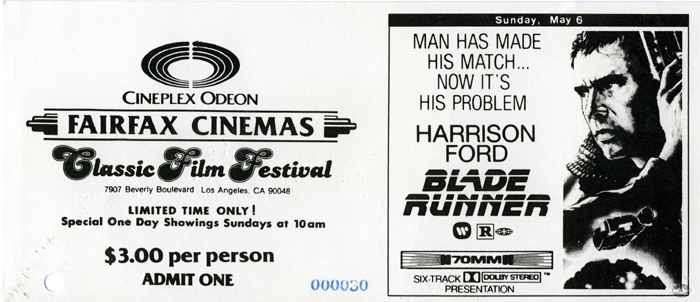 CINEPLEX ODEON
FAIRFAX CINEMAS
Classic Film Festival
7907 Beverly Boulevard Los Angeles, CA 90048
LIMITED TIME ONLY!
Special One Day Showings Sundays at 10am
$3.00 per person
ADMIT ONE
000030
Sunday, May 6
MAN HAS MADE
HIS MATCH...
NOW IT'S
HIS PROBLEM
HARRISON
FORD
BLADE
RUNNER
R
70MM
SIX-TRACK DOLBY STEREO ™
PRESENTATION